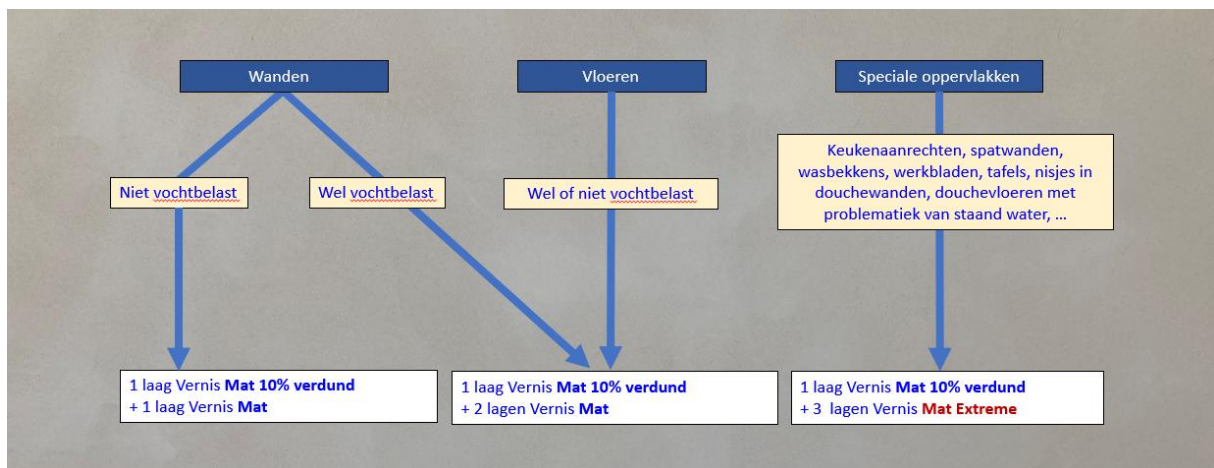 Wanden
Vloeren
Speciale oppervlakken
Niet vochtbelast
Wel vochtbelast
Wel of niet vochtbelast
Keukenaanrechten, spatwanden,
wasbekkens, werkbladen, tafels, nisjes in
douchewanden, douchevloeren met
problematiek van staand water, ...
1 laag Vernis Mat 10% verdund
+ 1 laag Vernis Mat
1 laag Vernis Mat 10% verdund
+ 2 lagen Vernis Mat
1 laag Vernis Mat 10% verdund
+ 3 lagen Vernis Mat Extreme